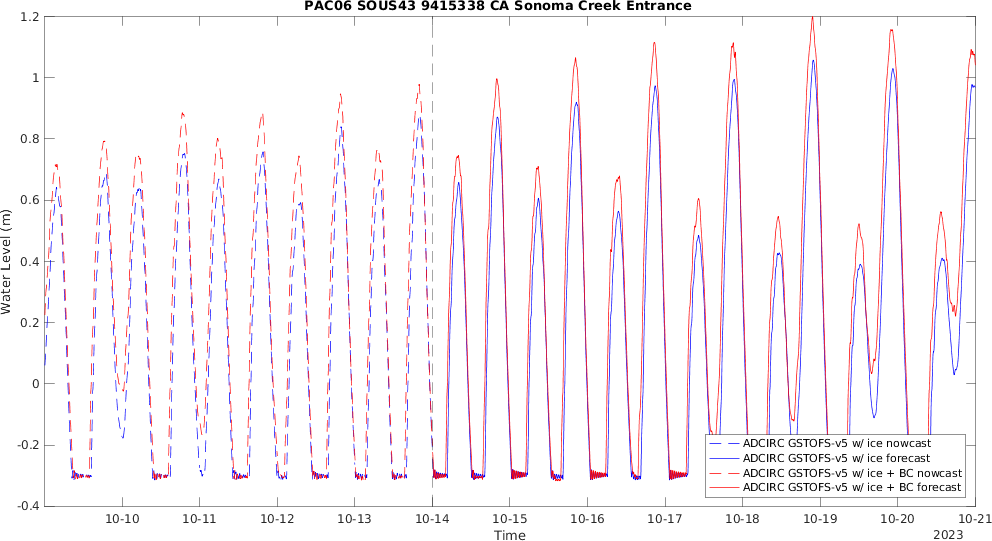 PAC06 SOUS43 9415338 CA Sonoma Creek Entrance
1.2
1
0.8
0.6
0.4
0.2
0
-0.2
-0.4
Water Level (m)
ADCIRC GSTOFS-v5 w/ ice nowcast
ADCIRC GSTOFS-v5 w/ ice forecast
ADCIRC GSTOFS-v5 w/ ice + BC nowcast
ADCIRC GSTOFS-v5 w/ ice + BC forecast
10-10 10-11 10-12 10-13 10-14 10-15 10-16 10-17 10-18 10-19 10-20 10-21
Time
2023